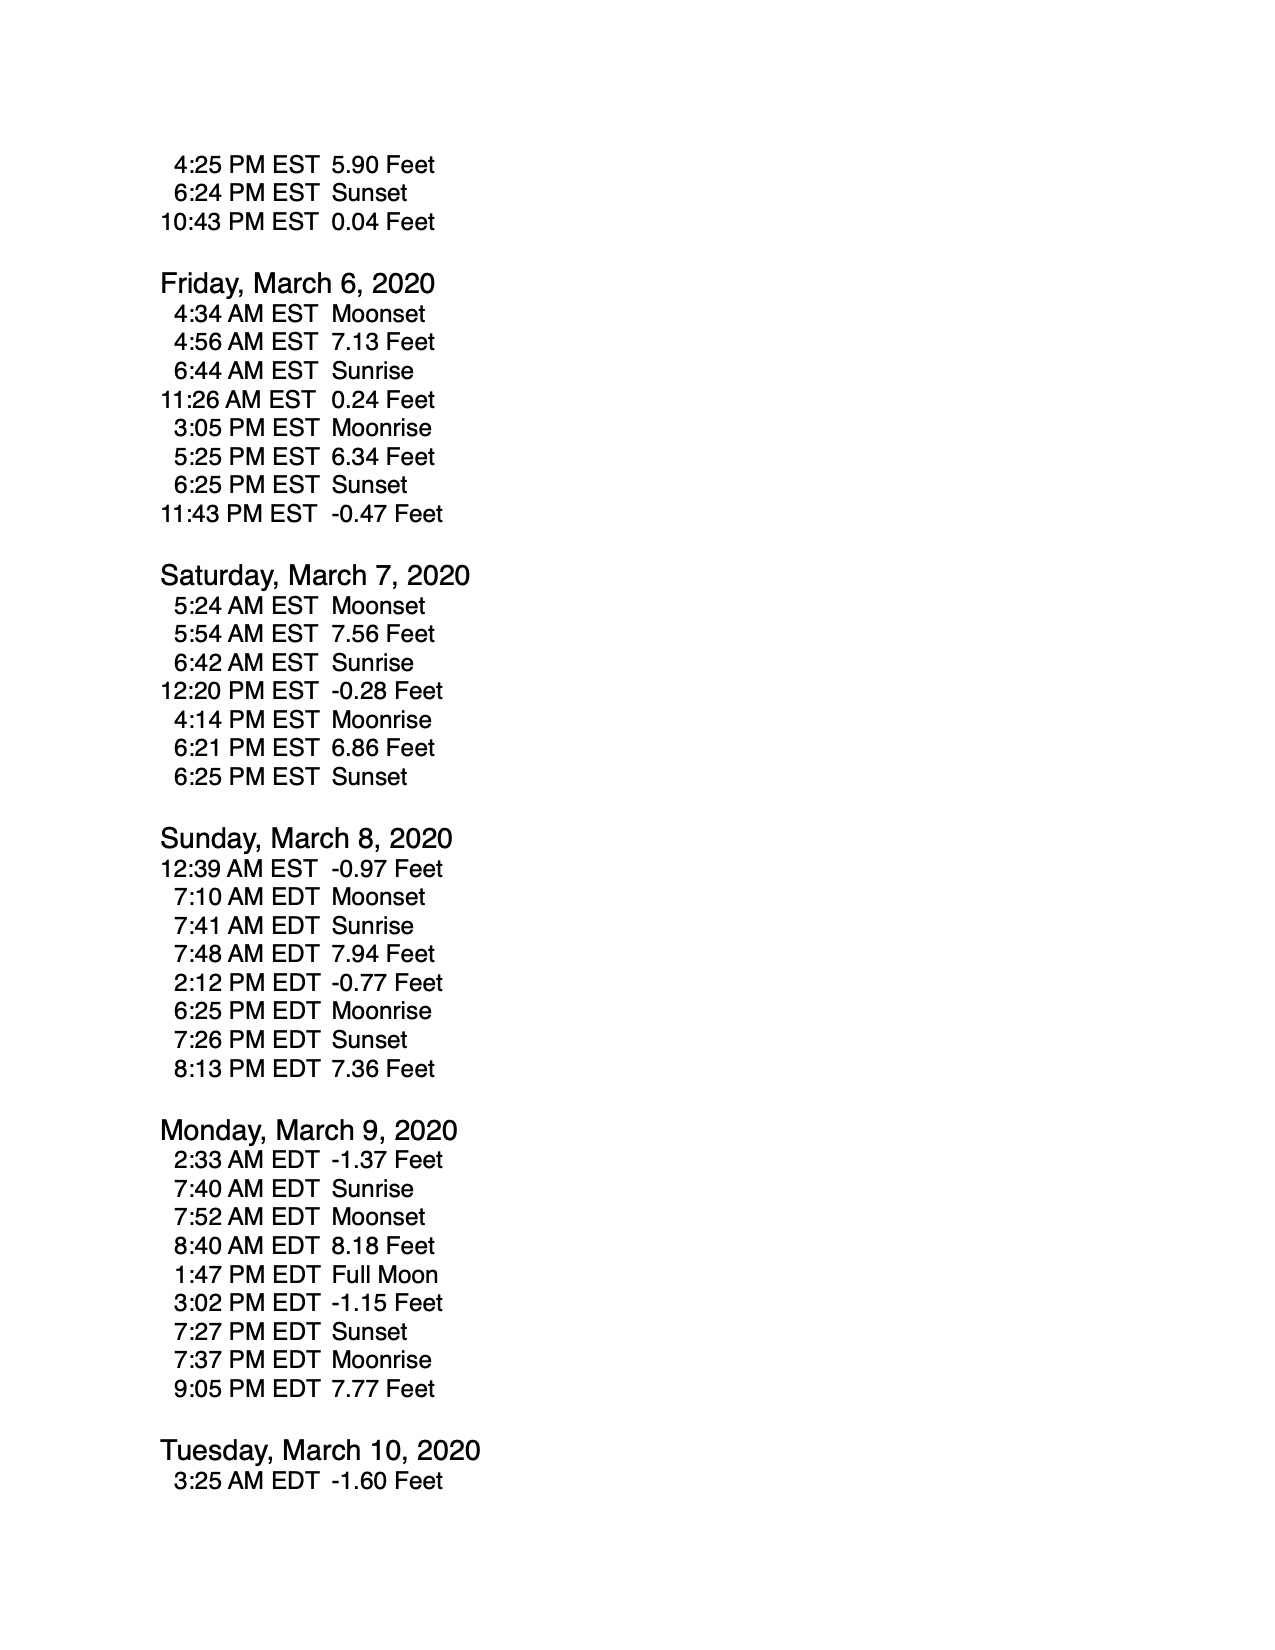 4:25 PM EST 5.90 Feet
6:24 PM EST Sunset
10:43 PM EST 0.04 Feet
Friday, March 6, 2020
4:34 AM EST Moonset
4:56 AM EST 7.13 Feet
6:44 AM EST Sunrise
11:26 AM EST 0.24 Feet
3:05 PM EST Moonrise
5:25 PM EST 6.34 Feet
6:25 PM EST Sunset
11:43 PM EST -0.47 Feet
Saturday, March 7, 2020
5:24 AM EST Moonset
5:54 AM EST 7.56 Feet
6:42 AM EST Sunrise
12:20 PM EST -0.28 Feet
4:14 PM EST Moonrise
6:21 PM EST 6.86 Feet
6:25 PM EST Sunset
Sunday, March 8, 2020
12:39 AM EST -0.97 Feet
7:10 AM EDT Moonset
7:41 AM EDT Sunrise
7:48 AM EDT 7.94 Feet
2:12 PM EDT -0.77 Feet
6:25 PM EDT Moonrise
7:26 PM EDT Sunset
8:13 PM EDT 7.36 Feet
Monday, March 9, 2020
2:33 AM EDT -1.37 Feet
7:40 AM EDT Sunrise
7:52 AM EDT Moonset
8:40 AM EDT 8.18 Feet
1:47 PM EDT Full Moon
3:02 PM EDT -1.15 Feet
7:27 PM EDT Sunset
7:37 PM EDT Moonrise
9:05 PM EDT 7.77 Feet
Tuesday, March 10, 2020
3:25 AM EDT -1.60 Feet